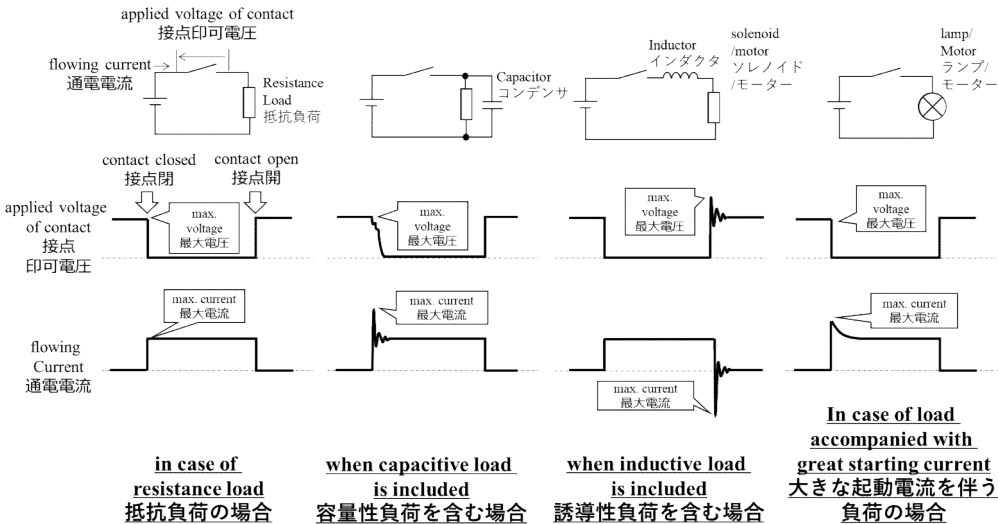 applied voltage of contact
接点印可電圧
flowing current
通電電流
Resistance
Load
抵抗負荷
Capacitor
コンデンサ
Inductor
インダクタ
solenoid
/motor
ソレノイド
/モーター
lamp/
Motor
ランプ/
モーター
contact closed
接点閉
contact open
接点開
applied voltage
of contact
接点
印可電圧
max.
voltage
最大電圧
max.
voltage
最大電圧
max.
voltage
最大電圧
max.
voltage
最大電圧
flowing
Current
通電電流
max. current
最大電流
max. current
最大電流
max. current
最大電流
max. current
最大電流
in case of
resistance load
抵抗負荷の場合
when capacitive load
is included
容量性負荷を含む場合
when inductive load
is included
誘導性負荷を含む場合
In case of load
accompanied with
great starting current
大きな起動電流を伴う
負荷の場合